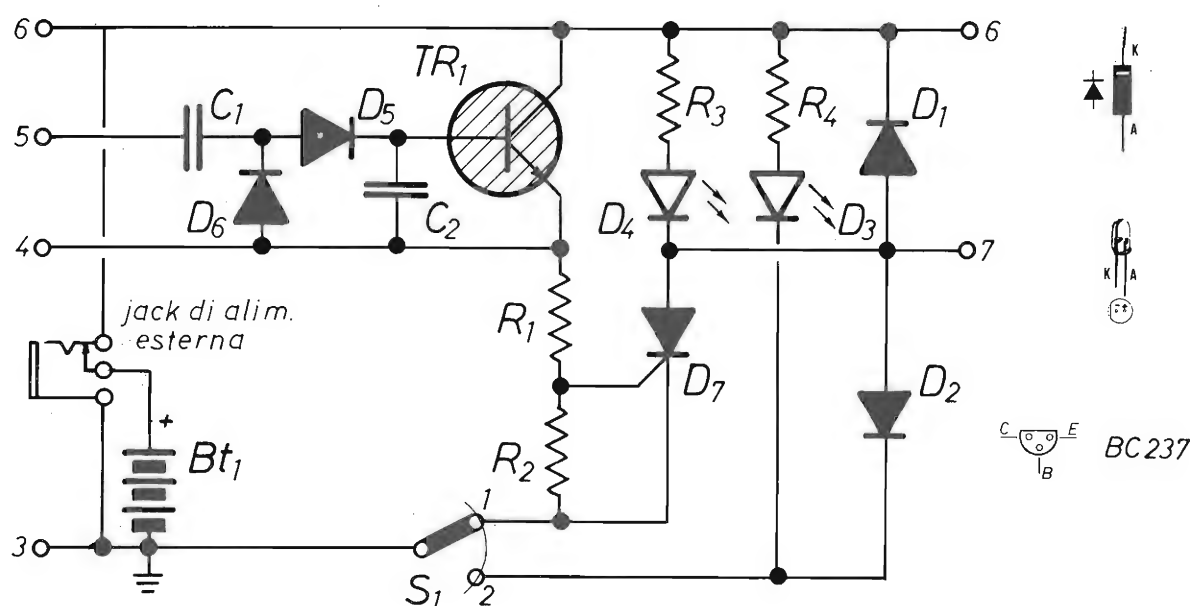 6
6
K
TR1
C1
D5
R3
R4
D1
A
5
D6
C2
D4
D3
4
7
K A
jack di alim.
esterna
R1
D7
D2
+
Bt1
R2
C E
B
BC237
1
3
S1
2